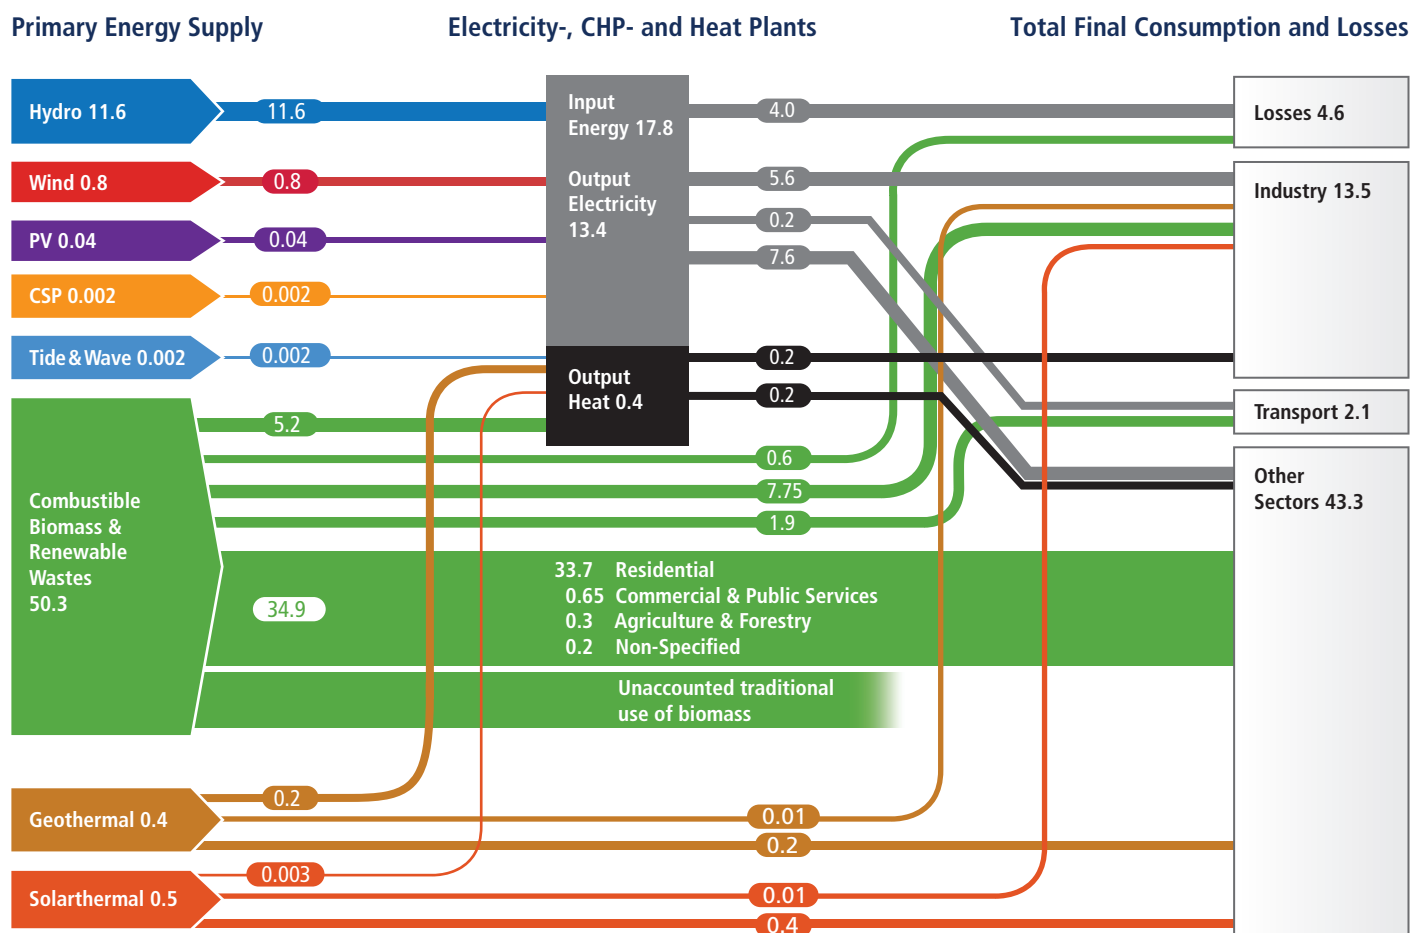 Primary Energy Supply
Electricity-, CHP- and Heat Plants
Total Final Consumption and Losses
Hydro 11.6
11.6
Wind 0.8
0.8
PV 0.04
0.04
CSP 0.002
0.002
Tide & Wave 0.002
0.002
Combustible
Biomass &
Renewable
Wastes
50.3
5.2
34.9
Geothermal 0.4
0.2
Solarthermal 0.5
0.003
Input
Energy 17.8
Output
Electricity
13.4
Output
Heat 0.4
4.0
5.6
0.2
7.6
0.2
0.2
0.6
7.75
1.9
33.7 Residential
0.65 Commercial & Public Services
0.3 Agriculture & Forestry
0.2 Non-Specified
Unaccounted traditional
use of biomass
0.01
0.2
0.01
0.4
Losses 4.6
Industry 13.5
Transport 2.1
Other
Sectors 43.3